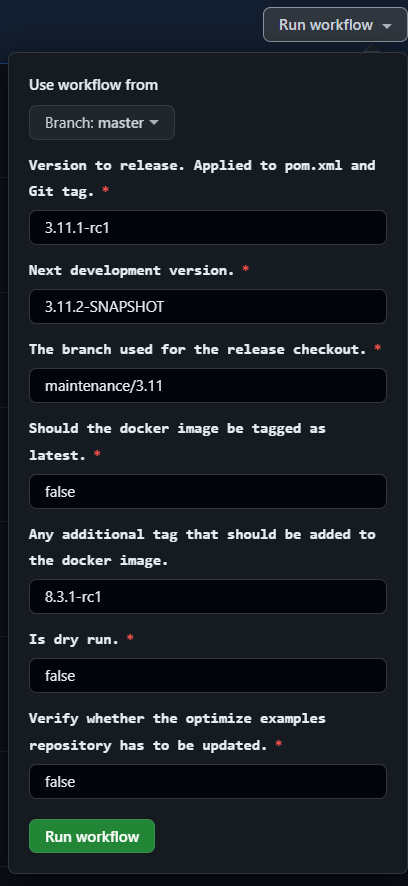 Run workflow
Use workflow from
Branch: master
Version to release. Applied to pom.xml and
Git tag. *
3.11.1-rc1
Next development version. *
3.11.2-SNAPSHOT
The branch used for the release checkout. *
maintenance/3.11
Should the docker image be tagged as
latest. *
false
Any additional tag that should be added to
the docker image.
8.3.1-rc1
Is dry run. *
false
Verify whether the optimize examples
repository has to be updated. *
false
Run workflow